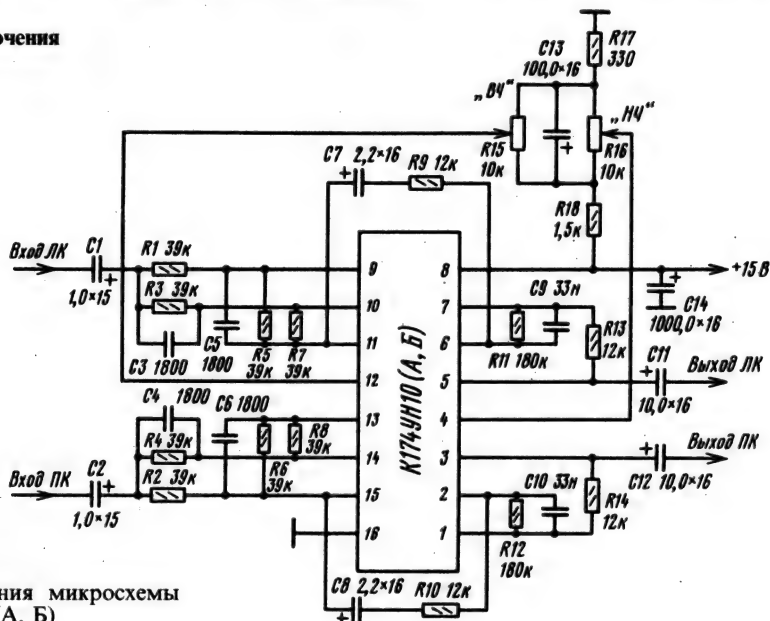 очения
C13
100,0×16
R17
330
„ВЧ“
„НЧ“
R15
10к
R16
10к
C7 2,2×16
R9 12к
R18
1,5к
Вход ЛК
C1
1,0×15
R1 39к
R3 39к
C3 1800
C5
1800
R5
39к
R7
39к
9
10
11
12
13
14
15
16
К174УН10 (А, Б)
8
7
6
5
4
3
2
1
+15 В
C14
1000,0×16
C9 33н
R11 180к
R13
12к
C11
10,0×16
Выход ЛК
C4 1800
R4 39к
R2 39к
C6 1800
R8
39к
R6
39к
Вход ПК
C2
1,0×15
Выход ПК
C12 10,0×16
C10 33н
R14
12к
R12
180к
C8 2,2×16
R10 12к
ния микросхемы
(А, Б)